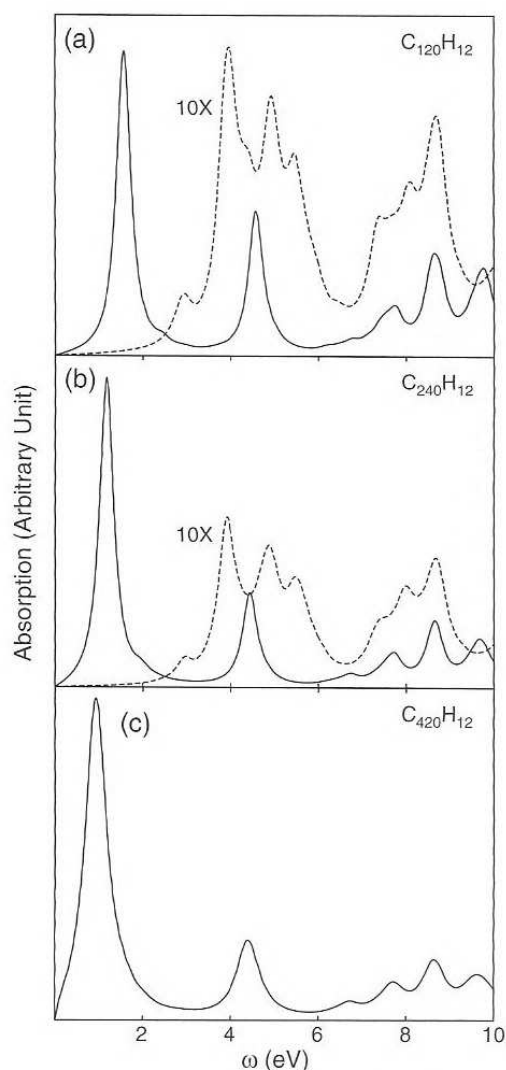 (a) C₁₂₀H₁₂
10X
(b) C₂₄₀H₁₂
10X
(c) C₄₂₀H₁₂
Absorption (Arbitrary Unit)
2 4 6 8 10
ω (eV)